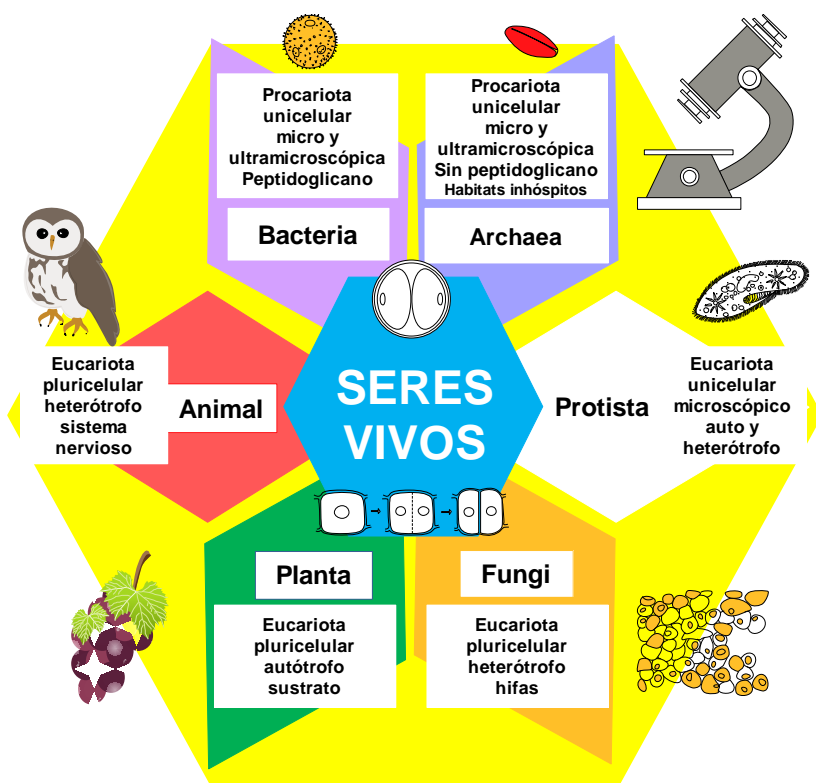 Procariota
unicelular
micro y
ultramicroscópica
Peptidoglicano
Bacteria
Procariota
unicelular
micro y
ultramicroscópica
Sin peptidoglicano
Habitats inhóspitos
Archaea
Eucariota
pluricelular
heterótrofo
sistema
nervioso
Animal
SERES
VIVOS
Protista
Eucariota
unicelular
microscópico
auto y
heterótrofo
Planta
Eucariota
pluricelular
autótrofo
sustrato
Fungi
Eucariota
pluricelular
heterótrofo
hifas